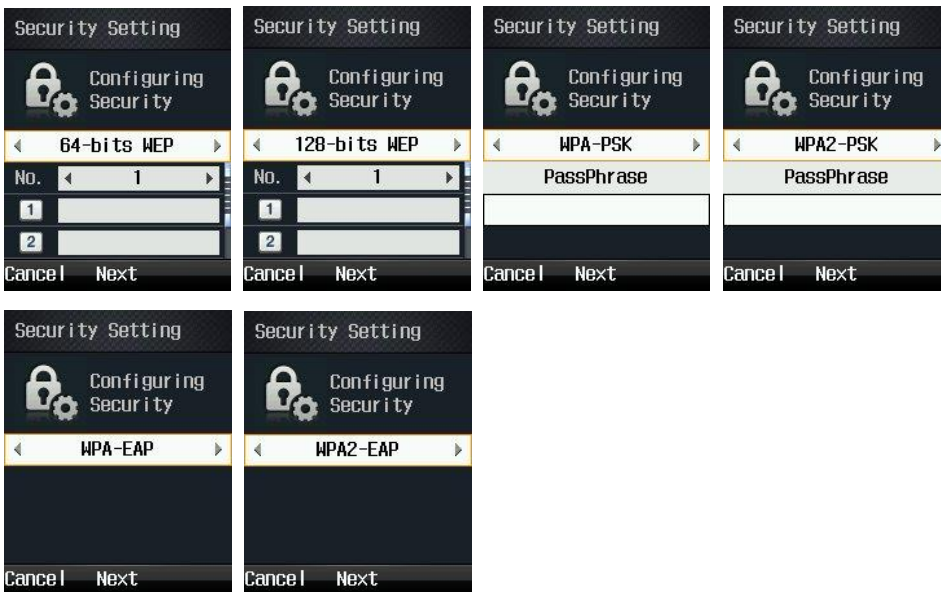 Security Setting
Configuring
Security
64-bits WEP
No. 1
1
2
Cancel Next
Security Setting
Configuring
Security
128-bits WEP
No. 1
1
2
Cancel Next
Security Setting
Configuring
Security
WPA-PSK
PassPhrase
Cancel Next
Security Setting
Configuring
Security
WPA2-PSK
PassPhrase
Cancel Next
Security Setting
Configuring
Security
WPA-EAP
Cancel Next
Security Setting
Configuring
Security
WPA2-EAP
Cancel Next